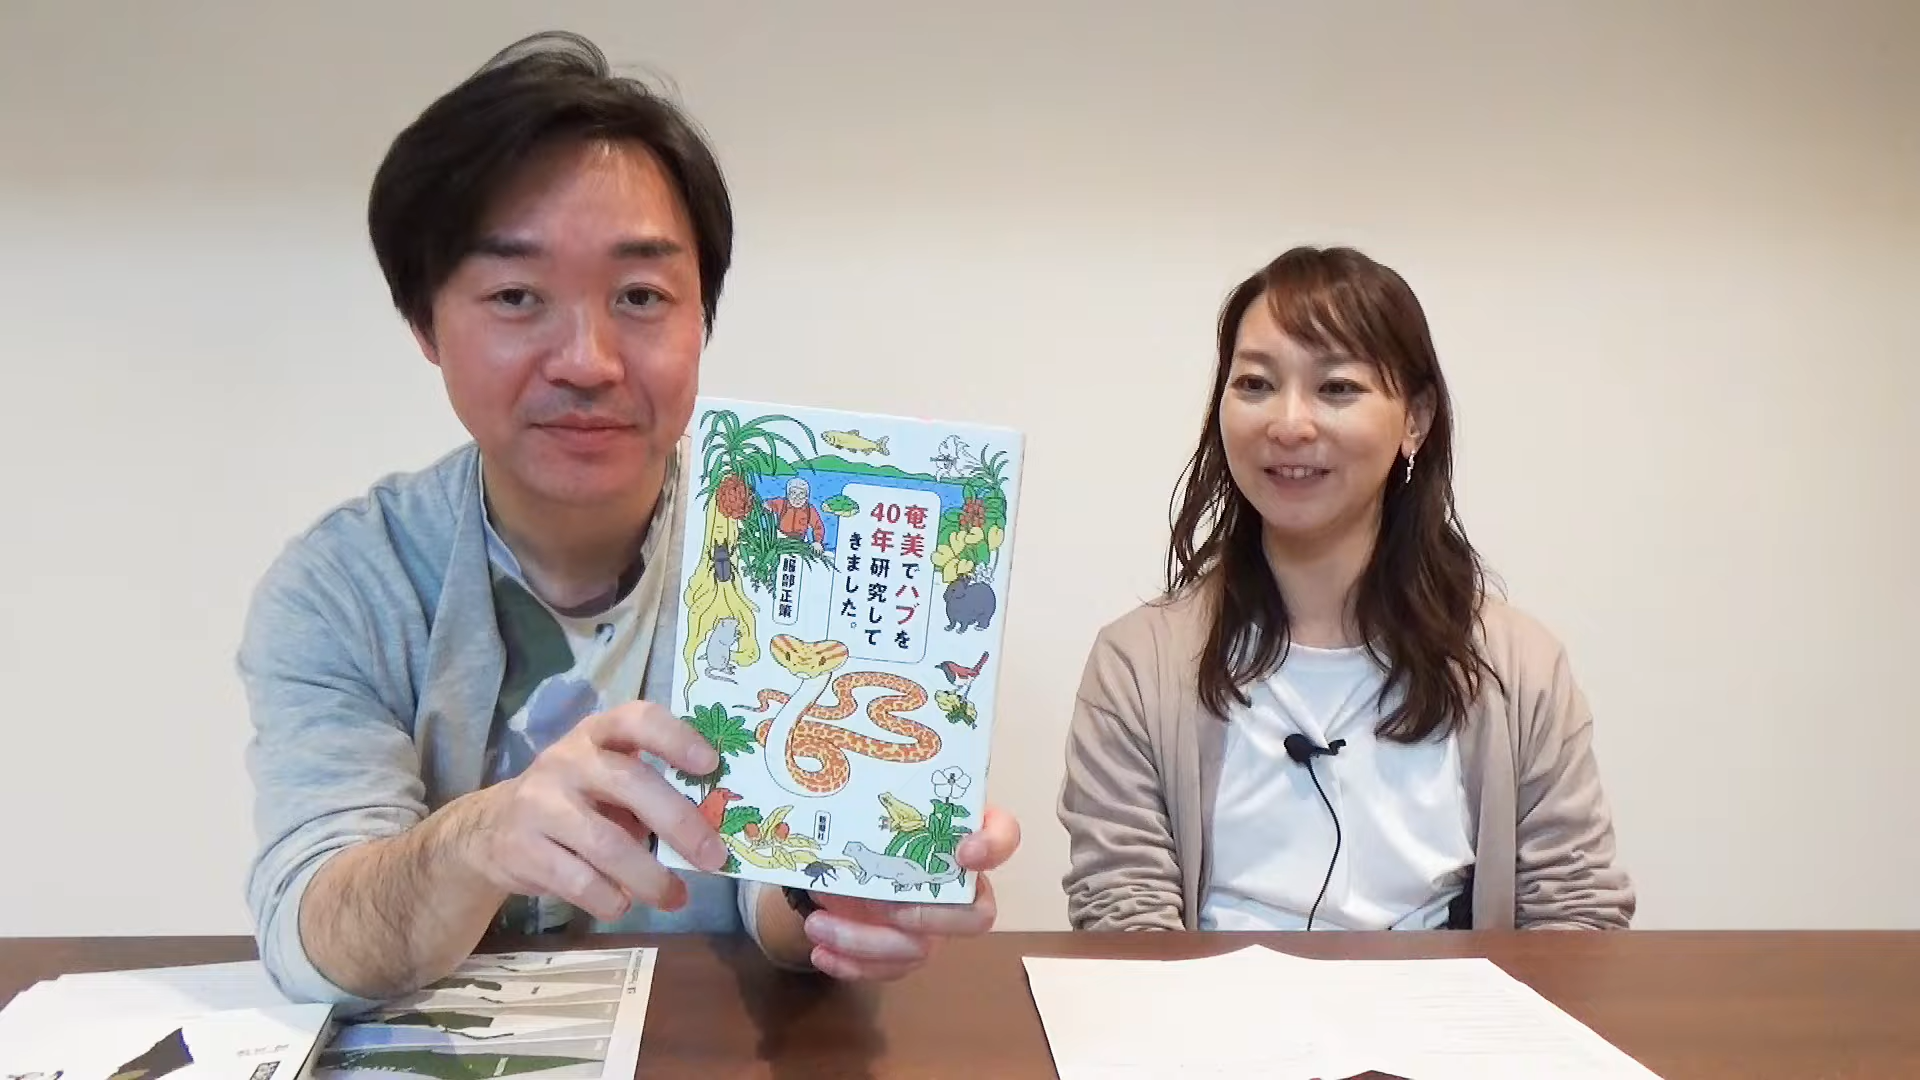 奄美でハブを
40年研究して
きました。
服部正策
新潮社